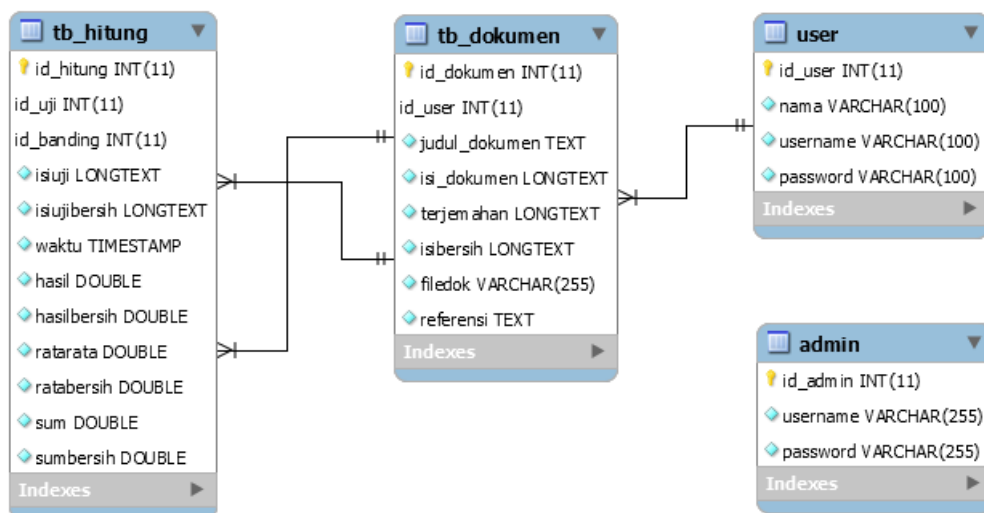 tb_hitung
id_hitung INT(11)
id_uji INT(11)
id_banding INT(11)
isiuji LONGTEXT
isiujibersih LONGTEXT
waktu TIMESTAMP
hasil DOUBLE
hasilbersih DOUBLE
ratarata DOUBLE
ratabersih DOUBLE
sum DOUBLE
sumbersih DOUBLE
Indexes
tb_dokumen
id_dokumen INT(11)
id_user INT(11)
judul_dokumen TEXT
isi_dokumen LONGTEXT
terjemahan LONGTEXT
isibersih LONGTEXT
filedok VARCHAR(255)
referensi TEXT
Indexes
user
id_user INT(11)
nama VARCHAR(100)
username VARCHAR(100)
password VARCHAR(100)
Indexes
admin
id_admin INT(11)
username VARCHAR(255)
password VARCHAR(255)
Indexes